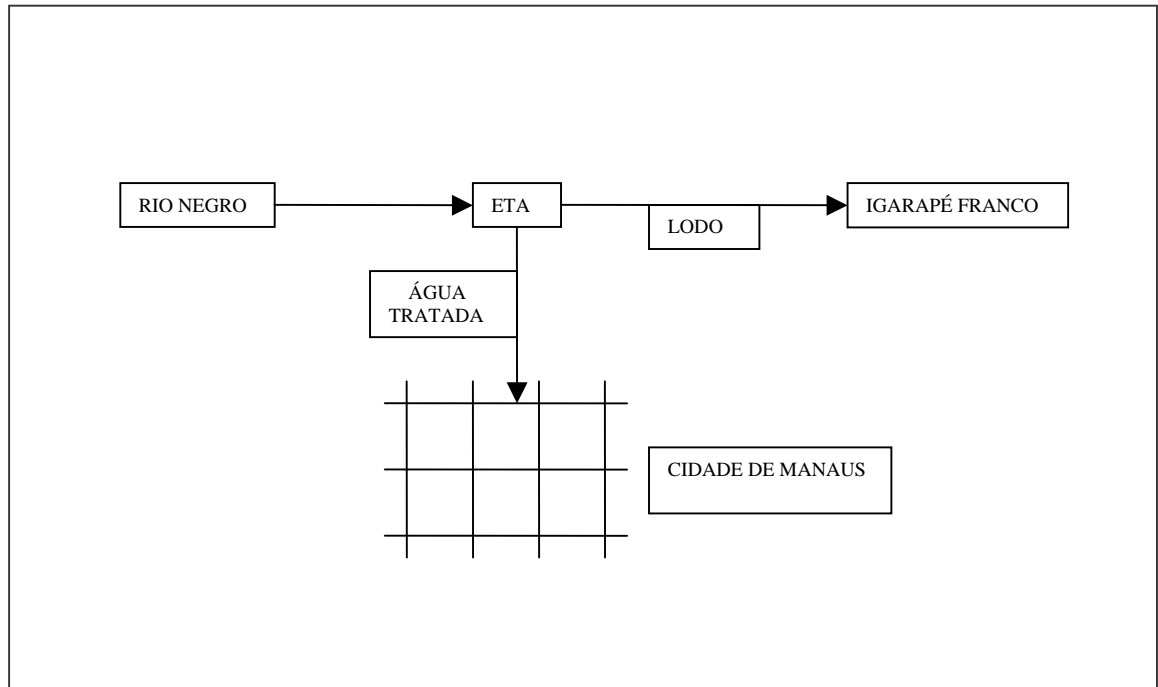 RIO NEGRO
ETA
LODO
IGARAPÉ FRANCO
ÁGUA
TRATADA
CIDADE DE MANAUS